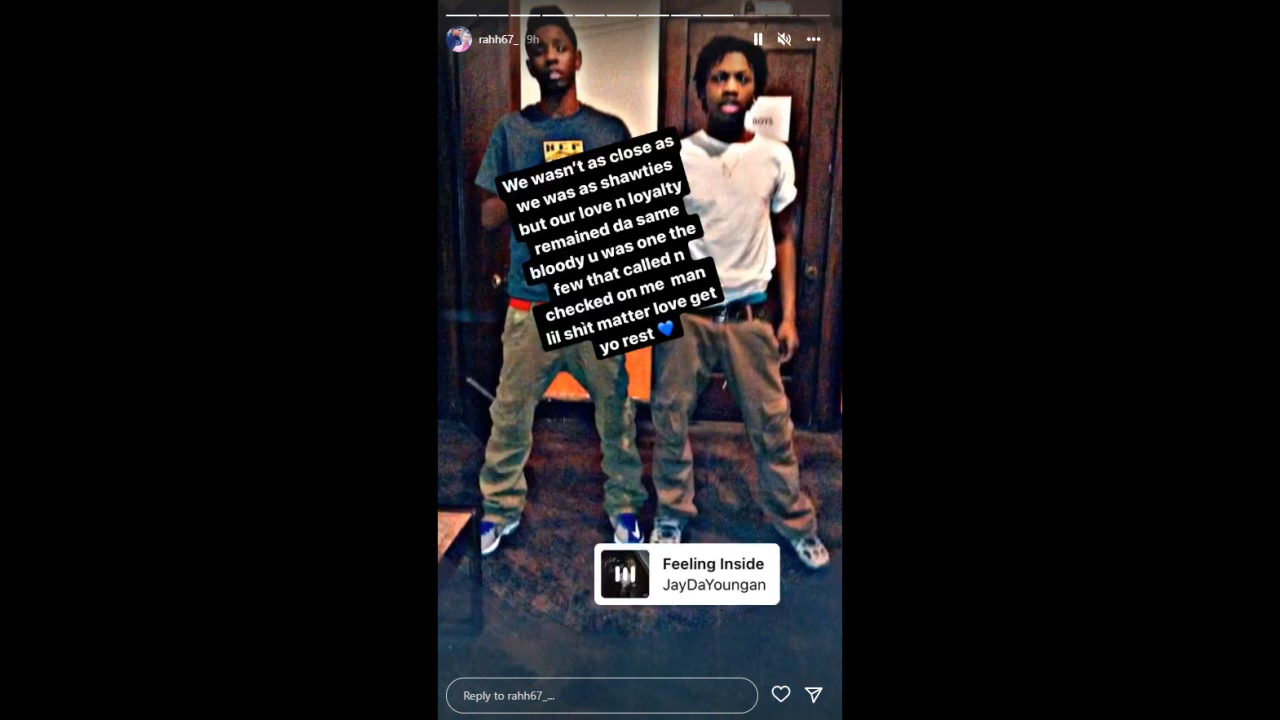 rahh67_ 9h
BOYS
We wasn't as close as
we was as shawties
but our love n loyalty
remained da same
bloody u was one the
few that called n
checked on me man
lil shit matter love get
yo rest 💙
Feeling Inside
JayDaYoungan
Reply to rahh67_...